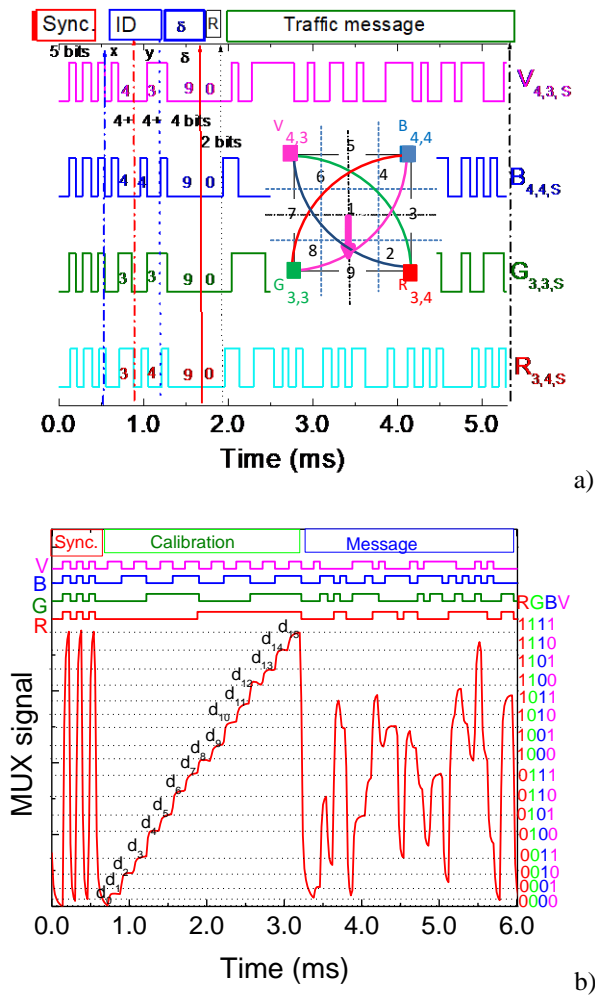 Sync. ID δ R Traffic message
5 bits x y δ
4 3 9 0 V4,3,S
4+ 4+ 4 bits
2 bits
4 4 9 0 B4,4,S
V 4,3 5 B 4,4
6 4
7 1 3
8 2
G 3,3 9 R 3,4
3 3 9 0 G3,3,S
3 4 9 0 R3,4,S
0.0 1.0 2.0 3.0 4.0 5.0
Time (ms)
a)
Sync. Calibration Message
V
B
G RGBV
R 1111
d15 1110
d14 1101
d13 1100
d12 1011
d11 1010
d10 1001
d9 1000
d8 0111
d7 0110
d6 0101
d5 0100
d4 0011
d3 0010
d2 0001
d1 0000
d0
MUX signal
0.0 1.0 2.0 3.0 4.0 5.0 6.0
Time (ms)
b)